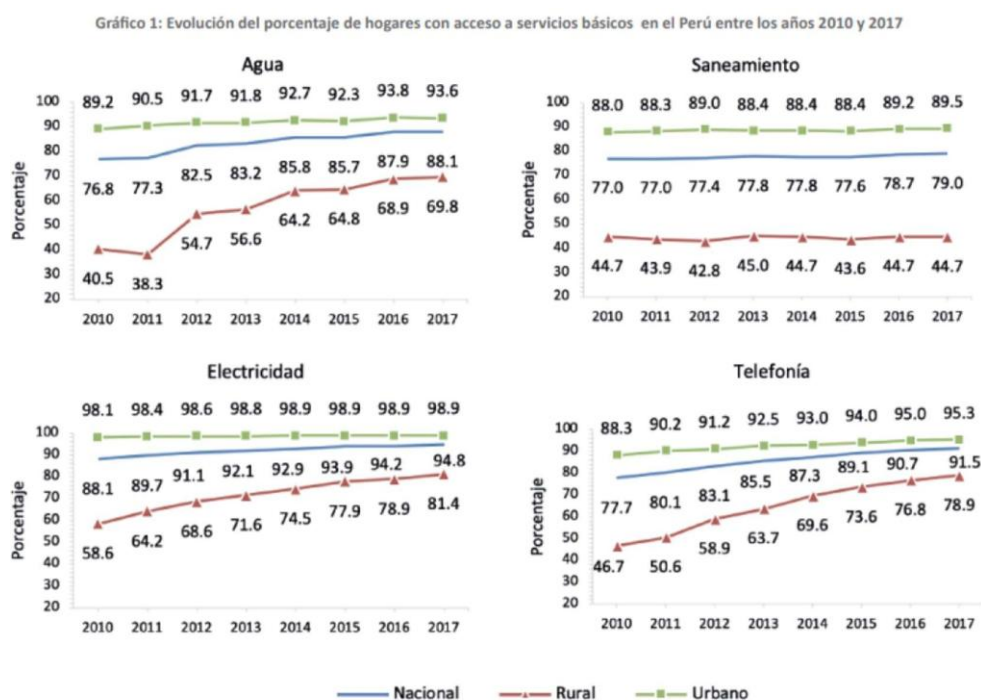 Gráfico 1: Evolución del porcentaje de hogares con acceso a servicios básicos en el Perú entre los años 2010 y 2017
Agua
89.2 90.5 91.7 91.8 92.7 92.3 93.8 93.6
100
90
80
70
60
50
40
30
20
Porcentaje
76.8 77.3 82.5 83.2 85.8 85.7 87.9 88.1
40.5 38.3 54.7 56.6 64.2 64.8 68.9 69.8
2010 2011 2012 2013 2014 2015 2016 2017
Saneamiento
88.0 88.3 89.0 88.4 88.4 88.4 89.2 89.5
100
90
80
70
60
50
40
30
20
Porcentaje
77.0 77.0 77.4 77.8 77.8 77.6 78.7 79.0
44.7 43.9 42.8 45.0 44.7 43.6 44.7 44.7
2010 2011 2012 2013 2014 2015 2016 2017
Electricidad
98.1 98.4 98.6 98.8 98.9 98.9 98.9 98.9
100
90
80
70
60
50
40
30
20
Porcentaje
88.1 89.7 91.1 92.1 92.9 93.9 94.2 94.8
58.6 64.2 68.6 71.6 74.5 77.9 78.9 81.4
2010 2011 2012 2013 2014 2015 2016 2017
Telefonía
88.3 90.2 91.2 92.5 93.0 94.0 95.0 95.3
100
90
80
70
60
50
40
30
20
Porcentaje
77.7 80.1 83.1 85.5 87.3 89.1 90.7 91.5
46.7 50.6 58.9 63.7 69.6 73.6 76.8 78.9
2010 2011 2012 2013 2014 2015 2016 2017
Nacional Rural Urbano